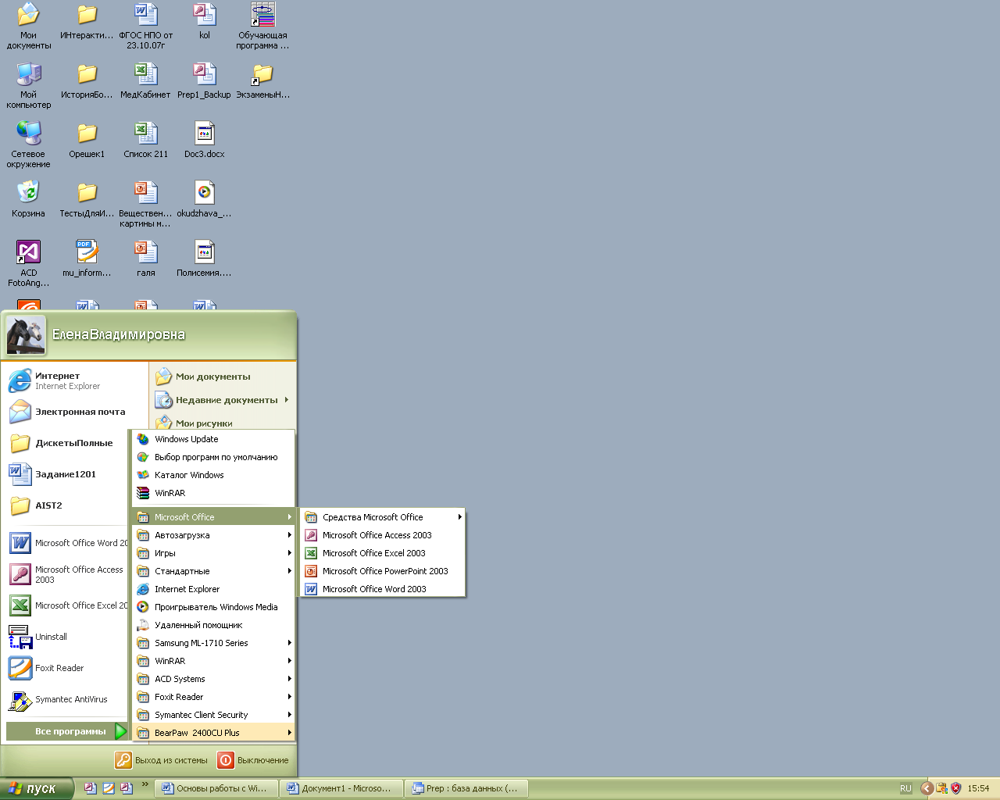 Мои документы
ИНтеракти...
ФГОС НПО от 23.10.07г
kol
Обучающая программа ...
Мой компьютер
ИсторияБо...
МедКабинет
Prep1_Backup
ЭкзаменыН...
Сетевое окружение
Орешек1
Список 211
Doc3.docx
Корзина
ТестыДляИ...
Вещественн... картины м...
okudzhava_...
ACD FotoAng...
mu_inform...
галя
Полисемия....
ЕленаВладимировна
Интернет
Internet Explorer
Электронная почта
ДискетыПолные
Задание1201
AIST2
Microsoft Office Word 20
Microsoft Office Access 2003
Microsoft Office Excel 20
Uninstall
Foxit Reader
Symantec AntiVirus
Все программы
Мои документы
Недавние документы
Мои рисунки
Windows Update
Выбор программ по умолчанию
Каталог Windows
WinRAR
Microsoft Office
Автозагрузка
Игры
Стандартные
Internet Explorer
Проигрыватель Windows Media
Удаленный помощник
Samsung ML-1710 Series
WinRAR
ACD Systems
Foxit Reader
Symantec Client Security
BearPaw 2400CU Plus
Средства Microsoft Office
Microsoft Office Access 2003
Microsoft Office Excel 2003
Microsoft Office PowerPoint 2003
Microsoft Office Word 2003
Выход из системы
Выключение
пуск
Основы работы с Wi...
Документ1 - Microso...
Prep : база данных (...
RU
15:54